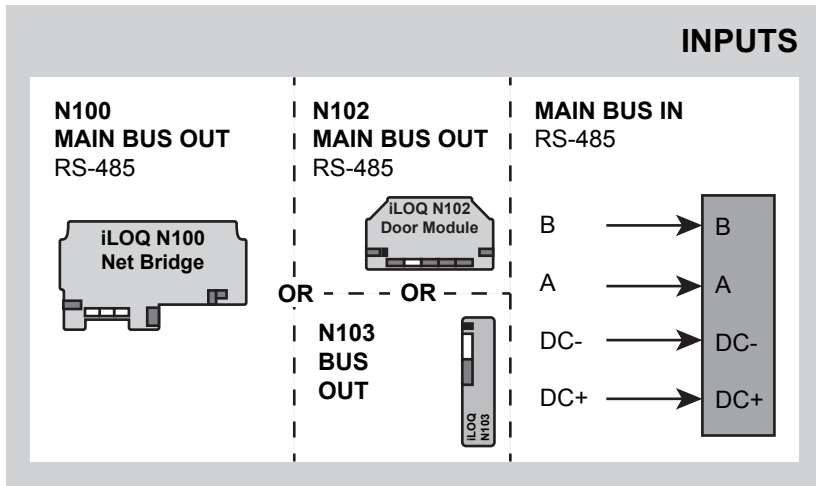 INPUTS
N100
MAIN BUS OUT
RS-485
iLOQ N100
Net Bridge
OR
N102
MAIN BUS OUT
RS-485
iLOQ N102
Door Module
OR
N103
BUS
OUT
iLOQ
N103
MAIN BUS IN
RS-485
B
B
A
A
DC-
DC-
DC+
DC+